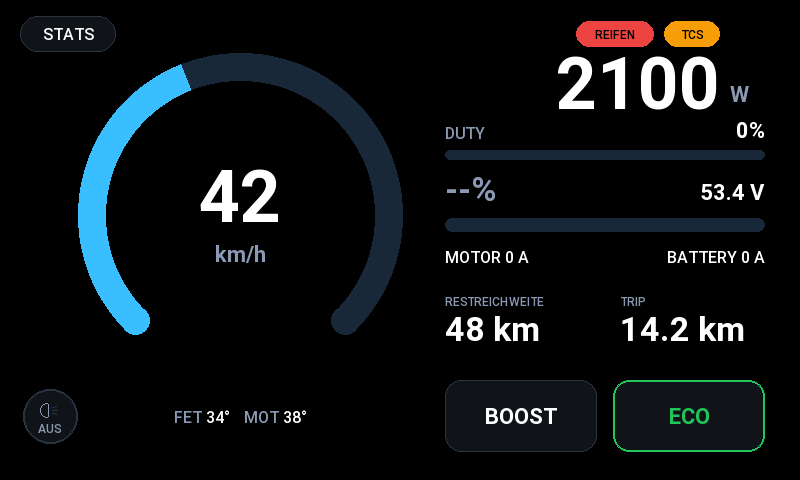 STATS
REIFEN TCS
2100 W
DUTY 0%
--% 53.4 V
42
km/h
MOTOR 0 A BATTERY 0 A
RESTREICHWEITE TRIP
48 km 14.2 km
AUS
FET 34° MOT 38°
BOOST ECO